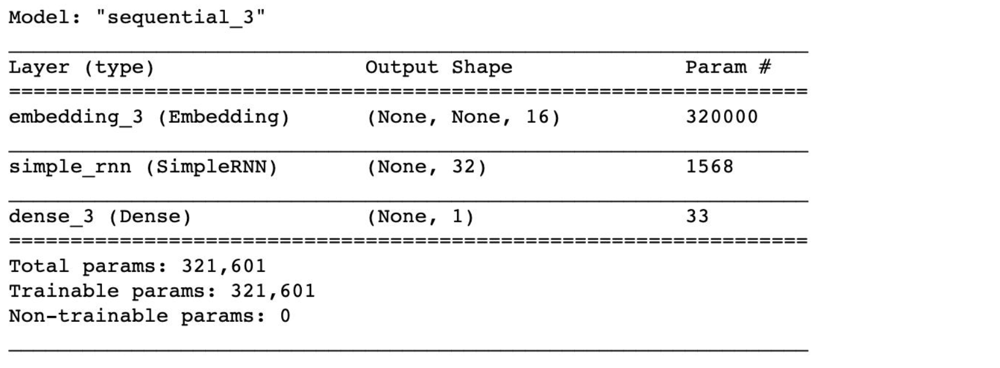 Model: "sequential_3"
_________________________________________________________________
Layer (type)                 Output Shape              Param #
=================================================================
embedding_3 (Embedding)      (None, None, 16)          320000
_________________________________________________________________
simple_rnn (SimpleRNN)       (None, 32)                1568
_________________________________________________________________
dense_3 (Dense)              (None, 1)                 33
=================================================================
Total params: 321,601
Trainable params: 321,601
Non-trainable params: 0
_________________________________________________________________